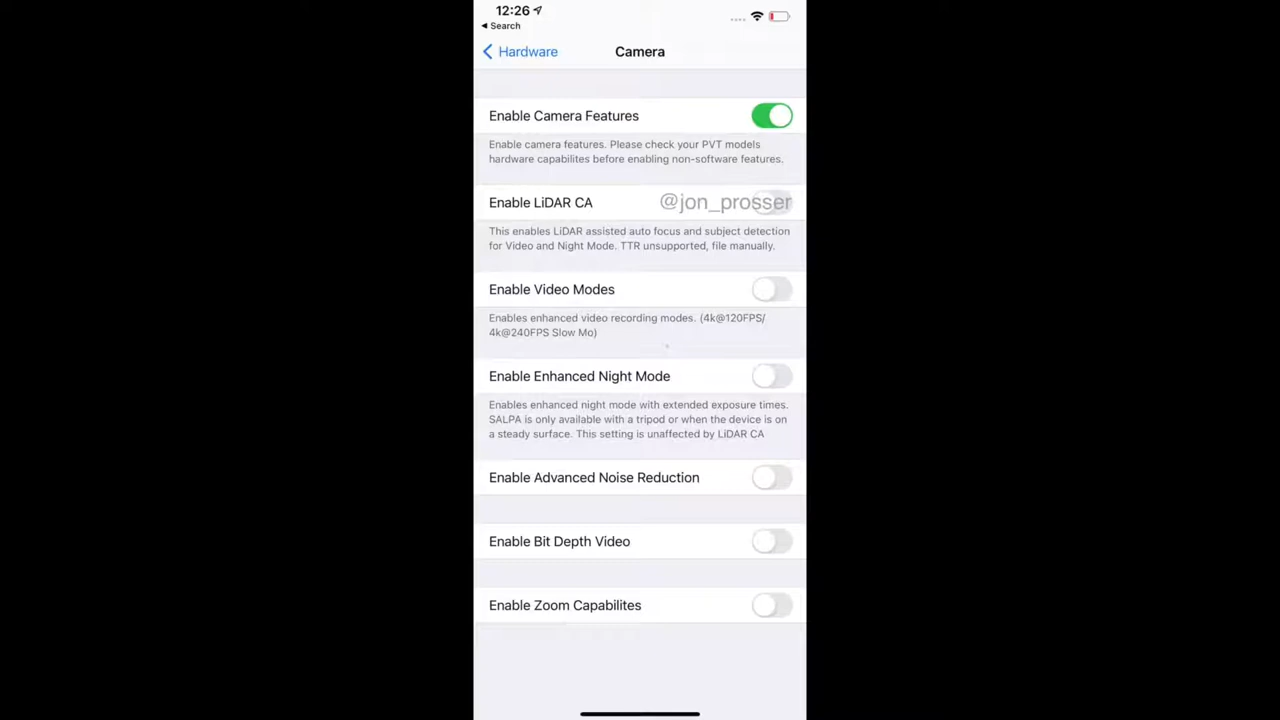 12:26
Search
Hardware
Camera
Enable Camera Features
Enable camera features. Please check your PVT models
hardware capabilites before enabling non-software features.
Enable LiDAR CA
@jon_prosser
This enables LiDAR assisted auto focus and subject detection
for Video and Night Mode. TTR unsupported, file manually.
Enable Video Modes
Enables enhanced video recording modes. (4k@120FPS/
4k@240FPS Slow Mo)
Enable Enhanced Night Mode
Enables enhanced night mode with extended exposure times.
SALPA is only available with a tripod or when the device is on
a steady surface. This setting is unaffected by LiDAR CA
Enable Advanced Noise Reduction
Enable Bit Depth Video
Enable Zoom Capabilites